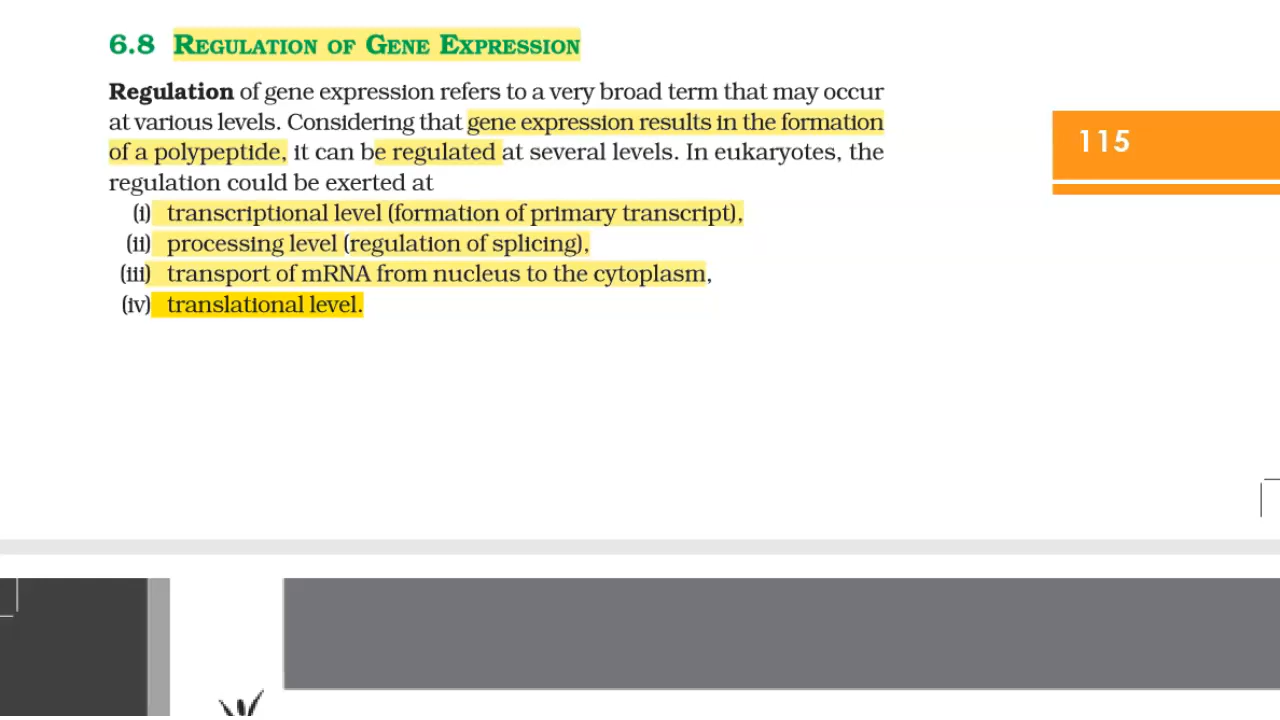 6.8 REGULATION OF GENE EXPRESSION
Regulation of gene expression refers to a very broad term that may occur
at various levels. Considering that gene expression results in the formation
of a polypeptide, it can be regulated at several levels. In eukaryotes, the
regulation could be exerted at
(i) transcriptional level (formation of primary transcript),
(ii) processing level (regulation of splicing),
(iii) transport of mRNA from nucleus to the cytoplasm,
(iv) translational level.
115